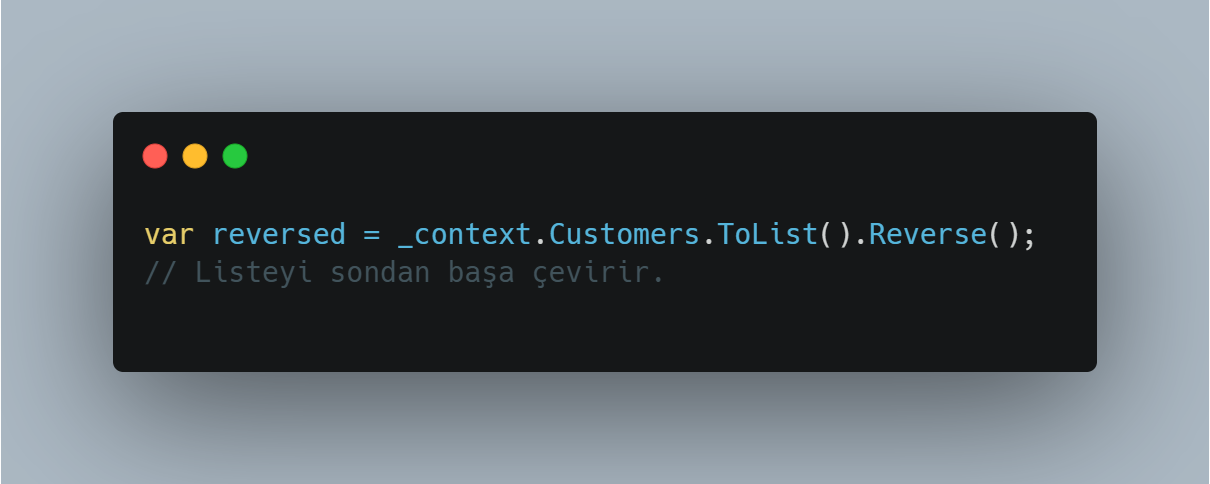 var reversed = _context.Customers.ToList().Reverse();
// Listeyi sondan başa çevirir.